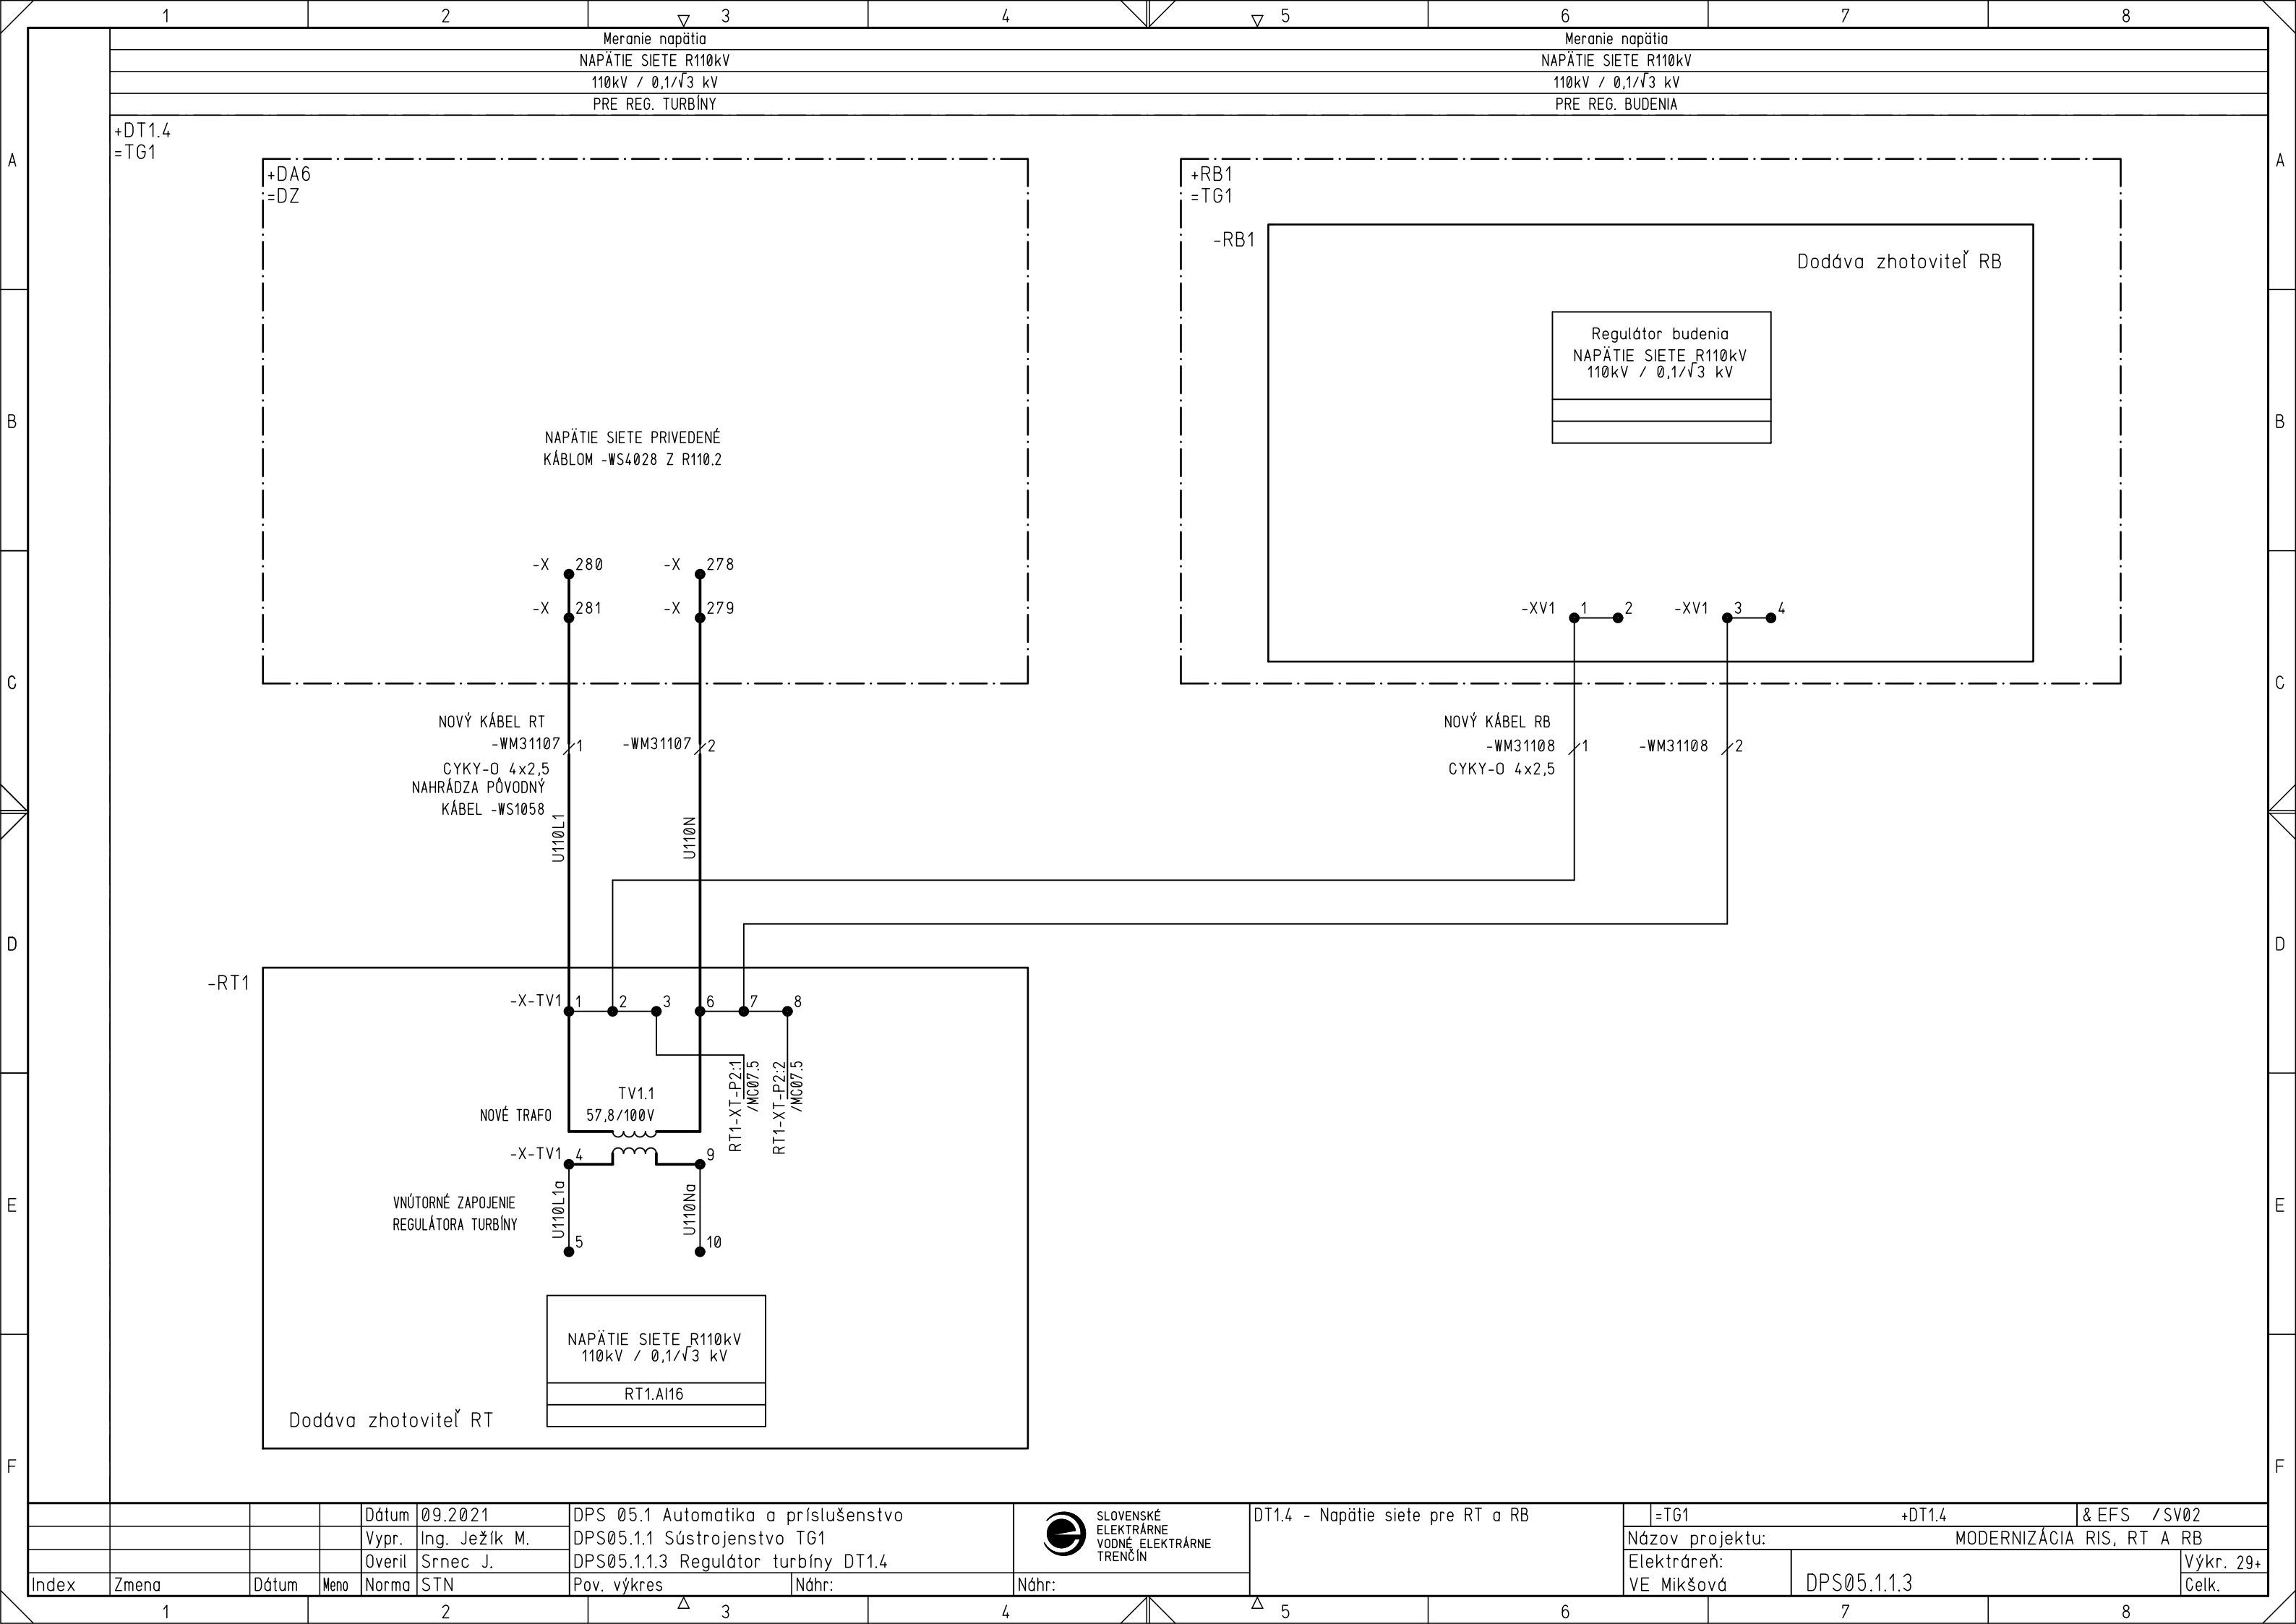 1 2 3 4 5 6 7 8
Meranie napätia
NAPÄTIE SIETE R110kV
110kV / 0,1/√3 kV
PRE REG. TURBÍNY
Meranie napätia
NAPÄTIE SIETE R110kV
110kV / 0,1/√3 kV
PRE REG. BUDENIA
+DT1.4
=TG1
A
A
+DA6
=DZ
+RB1
=TG1
-RB1
Dodáva zhotoviteľ RB
Regulátor budenia
NAPÄTIE SIETE R110kV
110kV / 0,1/√3 kV
B
B
NAPÄTIE SIETE PRIVEDENÉ
KÁBLOM -WS4028 Z R110.2
-X 280 -X 278
-X 281 -X 279
-XV1 1 2 -XV1 3 4
C
C
NOVÝ KÁBEL RT
-WM31107 1 -WM31107 2
CYKY-O 4x2,5
NAHRÁDZA PÔVODNÝ
KÁBEL -WS1058
U110L1
U110N
NOVÝ KÁBEL RB
-WM31108 1 -WM31108 2
CYKY-O 4x2,5
D
D
-RT1
-X-TV1 1 2 3 6 7 8
RT1-XT-P2:1
/MC07.5
RT1-XT-P2:2
/MC07.5
TV1.1
NOVÉ TRAFO 57,8/100V
-X-TV1 4 9
E
E
VNÚTORNÉ ZAPOJENIE
REGULÁTORA TURBÍNY
U110L1a
U110Na
5 10
NAPÄTIE SIETE R110kV
110kV / 0,1/√3 kV
RT1.AI16
Dodáva zhotoviteľ RT
F
F
Dátum 09.2021
Vypr. Ing. Ježík M.
Overil Srnec J.
Index Zmena Dátum Meno Norma STN
DPS 05.1 Automatika a príslušenstvo
DPS05.1.1 Sústrojenstvo TG1
DPS05.1.1.3 Regulátor turbíny DT1.4
Pov. výkres Náhr: Náhr:
SLOVENSKÉ
ELEKTRÁRNE
VODNÉ ELEKTRÁRNE
TRENČÍN
DT1.4 - Napätie siete pre RT a RB
=TG1 +DT1.4 & EFS /SV02
Názov projektu: MODERNIZÁCIA RIS, RT A RB
Elektráreň:
VE Mikšová
DPS05.1.1.3
Výkr. 29+
Celk.
1 2 3 4 5 6 7 8